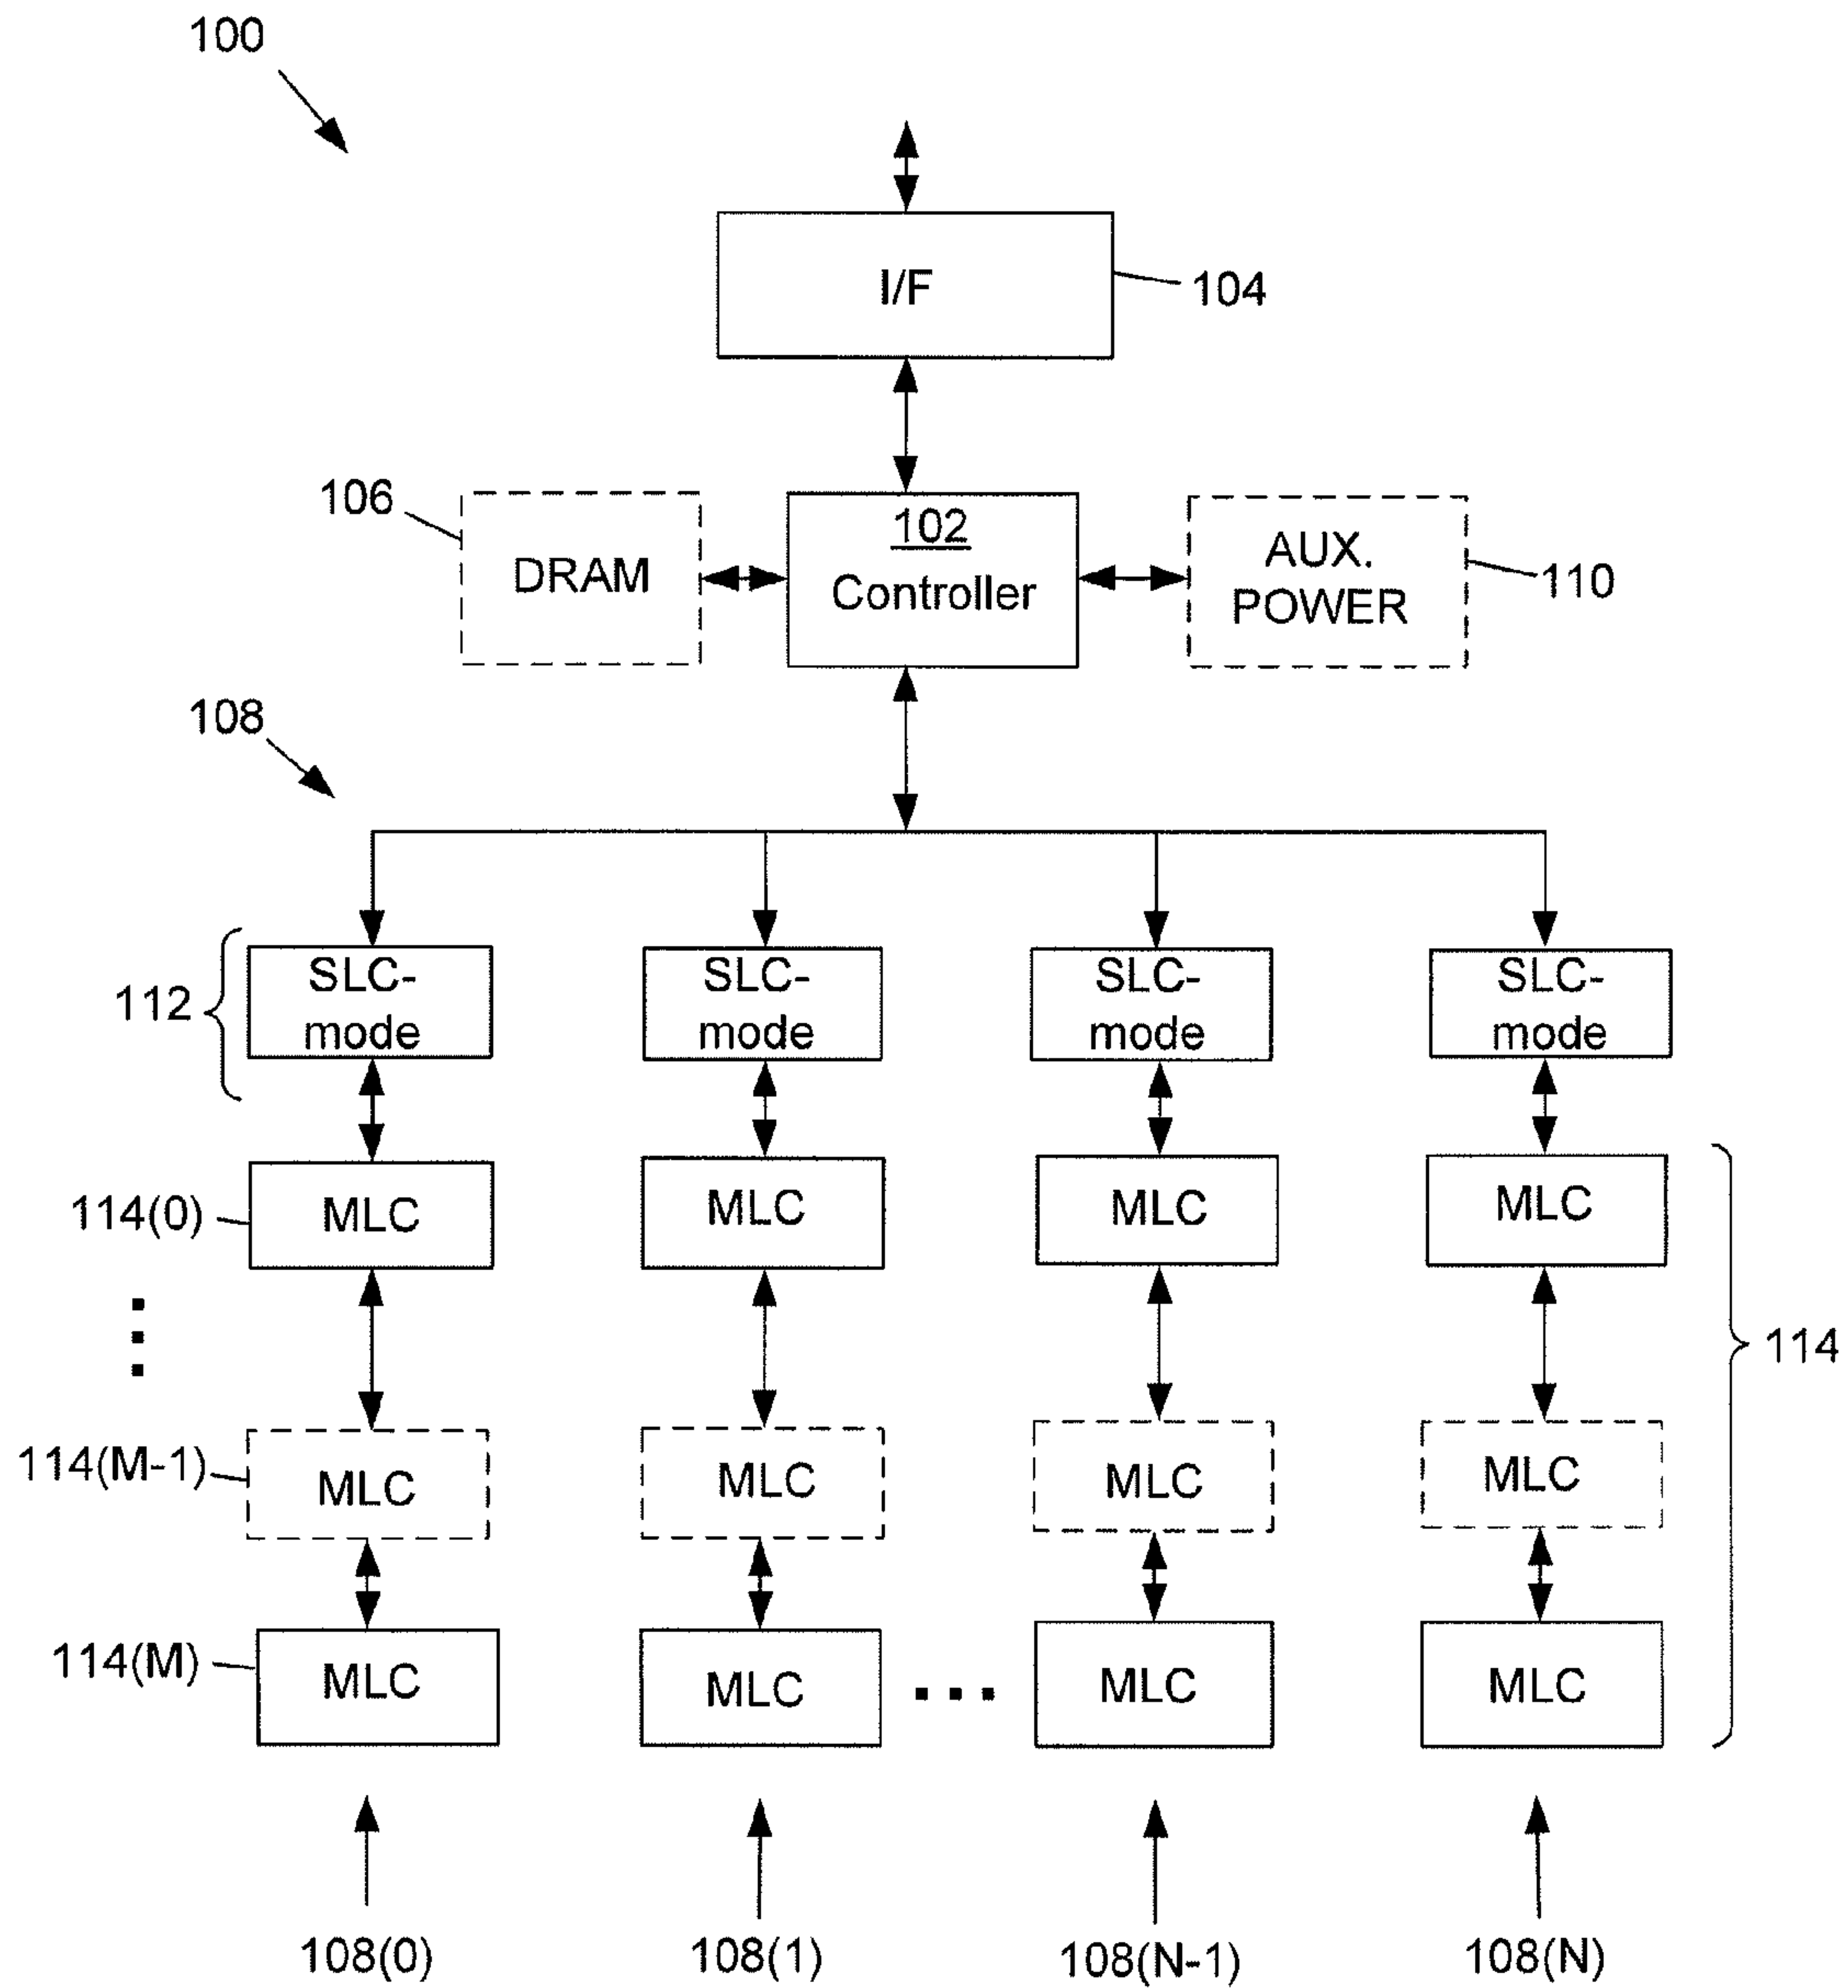 100
I/F
104
106
DRAM
102
Controller
AUX.
POWER
110
108
112
SLC-
mode
SLC-
mode
SLC-
mode
SLC-
mode
114(0)
MLC
MLC
MLC
MLC
114
114(M-1)
MLC
MLC
MLC
MLC
114(M)
MLC
MLC
MLC
MLC
108(0)
108(1)
108(N-1)
108(N)